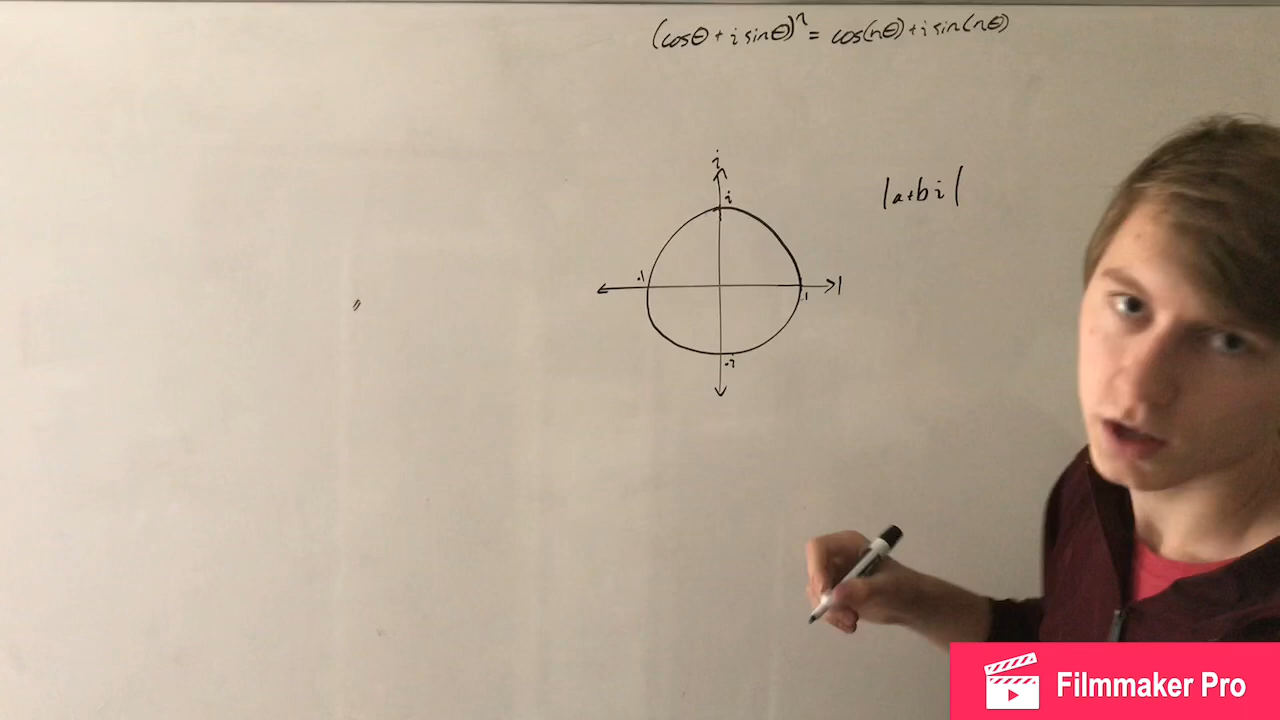 (cosθ + i sinθ)ⁿ = cos(nθ) + i sin(nθ)
i
i
|a+bi|
-1
1
1
-i
Filmmaker Pro